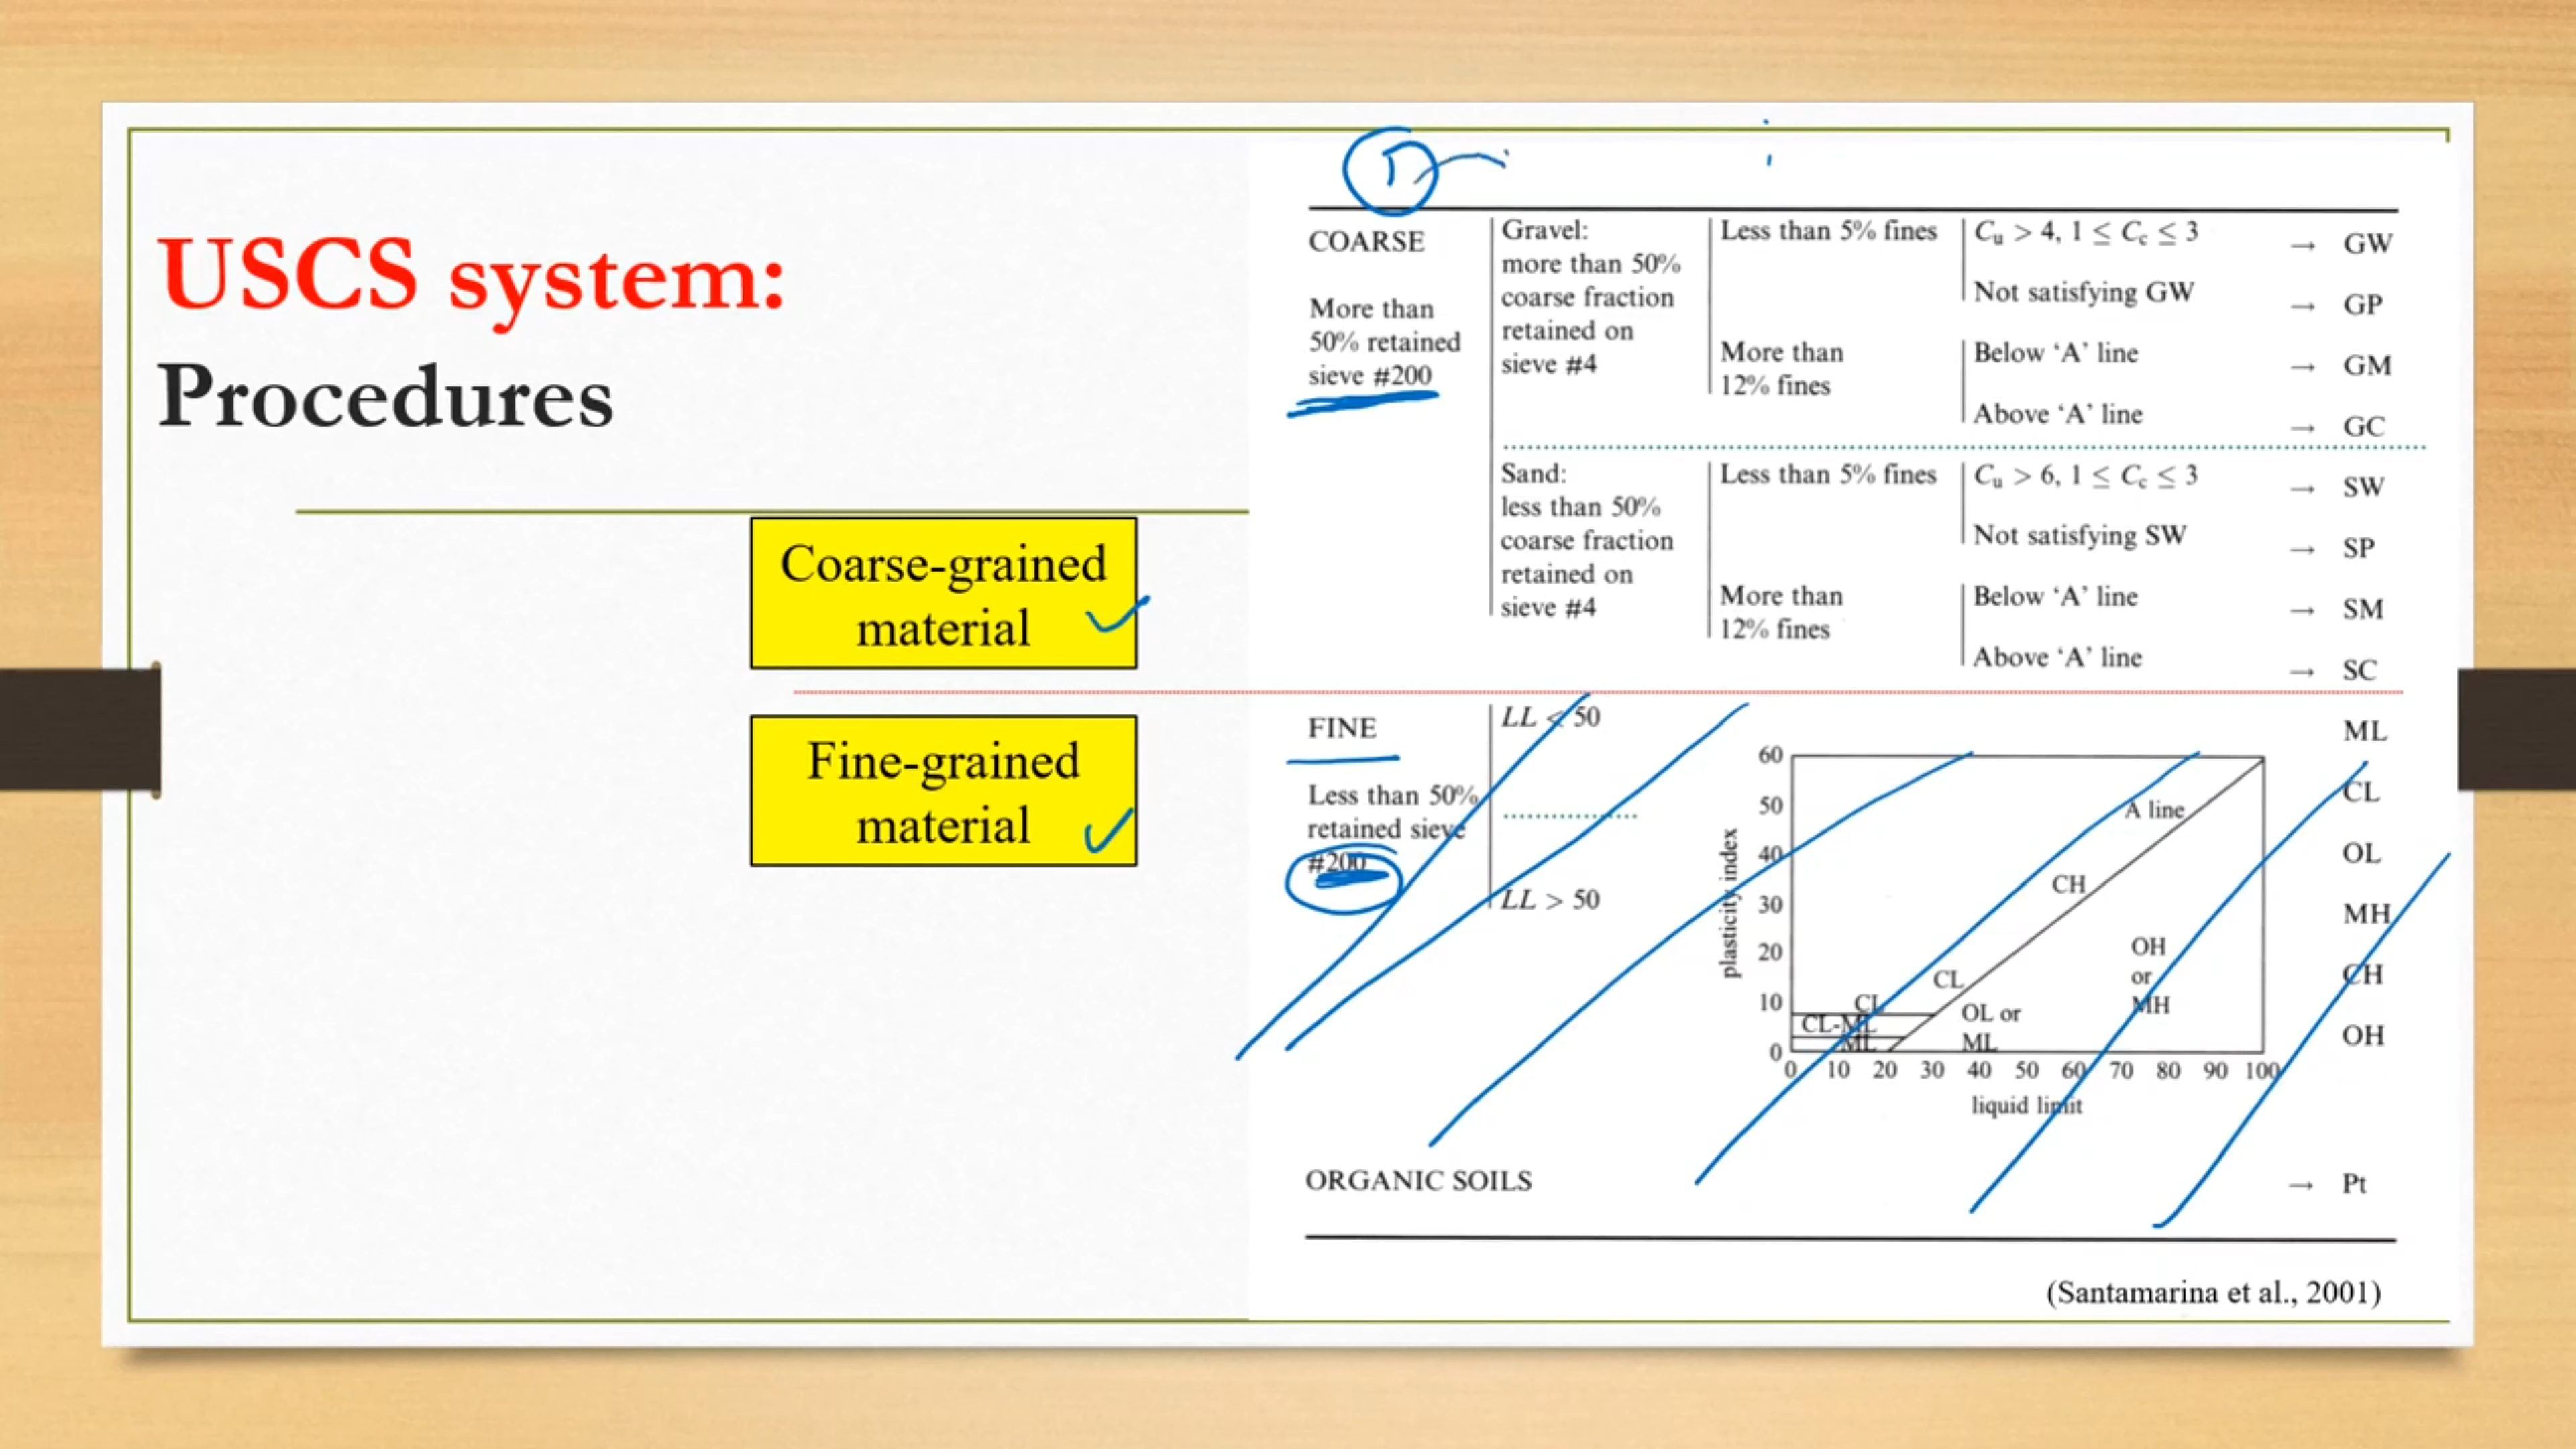 USCS system:
Procedures
Coarse-grained
material
Fine-grained
material
COARSE
More than
50% retained
sieve #200
Gravel:
more than 50%
coarse fraction
retained on
sieve #4
Less than 5% fines
More than
12% fines
Cu > 4, 1 ≤ Cc ≤ 3 → GW
Not satisfying GW → GP
Below ‘A’ line → GM
Above ‘A’ line → GC
Sand:
less than 50%
coarse fraction
retained on
sieve #4
Less than 5% fines
More than
12% fines
Cu > 6, 1 ≤ Cc ≤ 3 → SW
Not satisfying SW → SP
Below ‘A’ line → SM
Above ‘A’ line → SC
FINE
Less than 50%
retained sieve
#200
LL < 50
LL > 50
plasticity index
60
50
40
30
20
10
0
A line
CH
CL
CL
CL-ML
ML
OL or
ML
OH
or
MH
0 10 20 30 40 50 60 70 80 90 100
liquid limit
ML
CL
OL
MH
CH
OH
ORGANIC SOILS → Pt
(Santamarina et al., 2001)